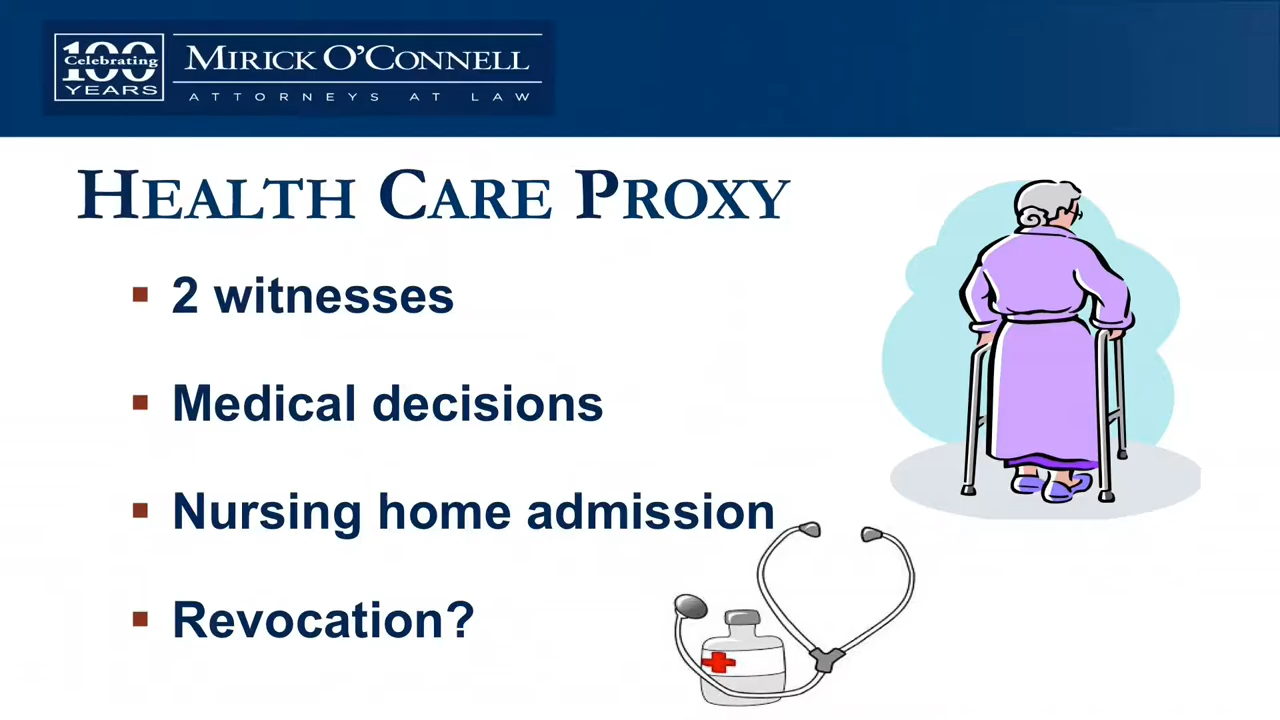 Celebrating
100
YEARS
MIRICK O'CONNELL
ATTORNEYS AT LAW
HEALTH CARE PROXY
▪ 2 witnesses
▪ Medical decisions
▪ Nursing home admission
▪ Revocation?